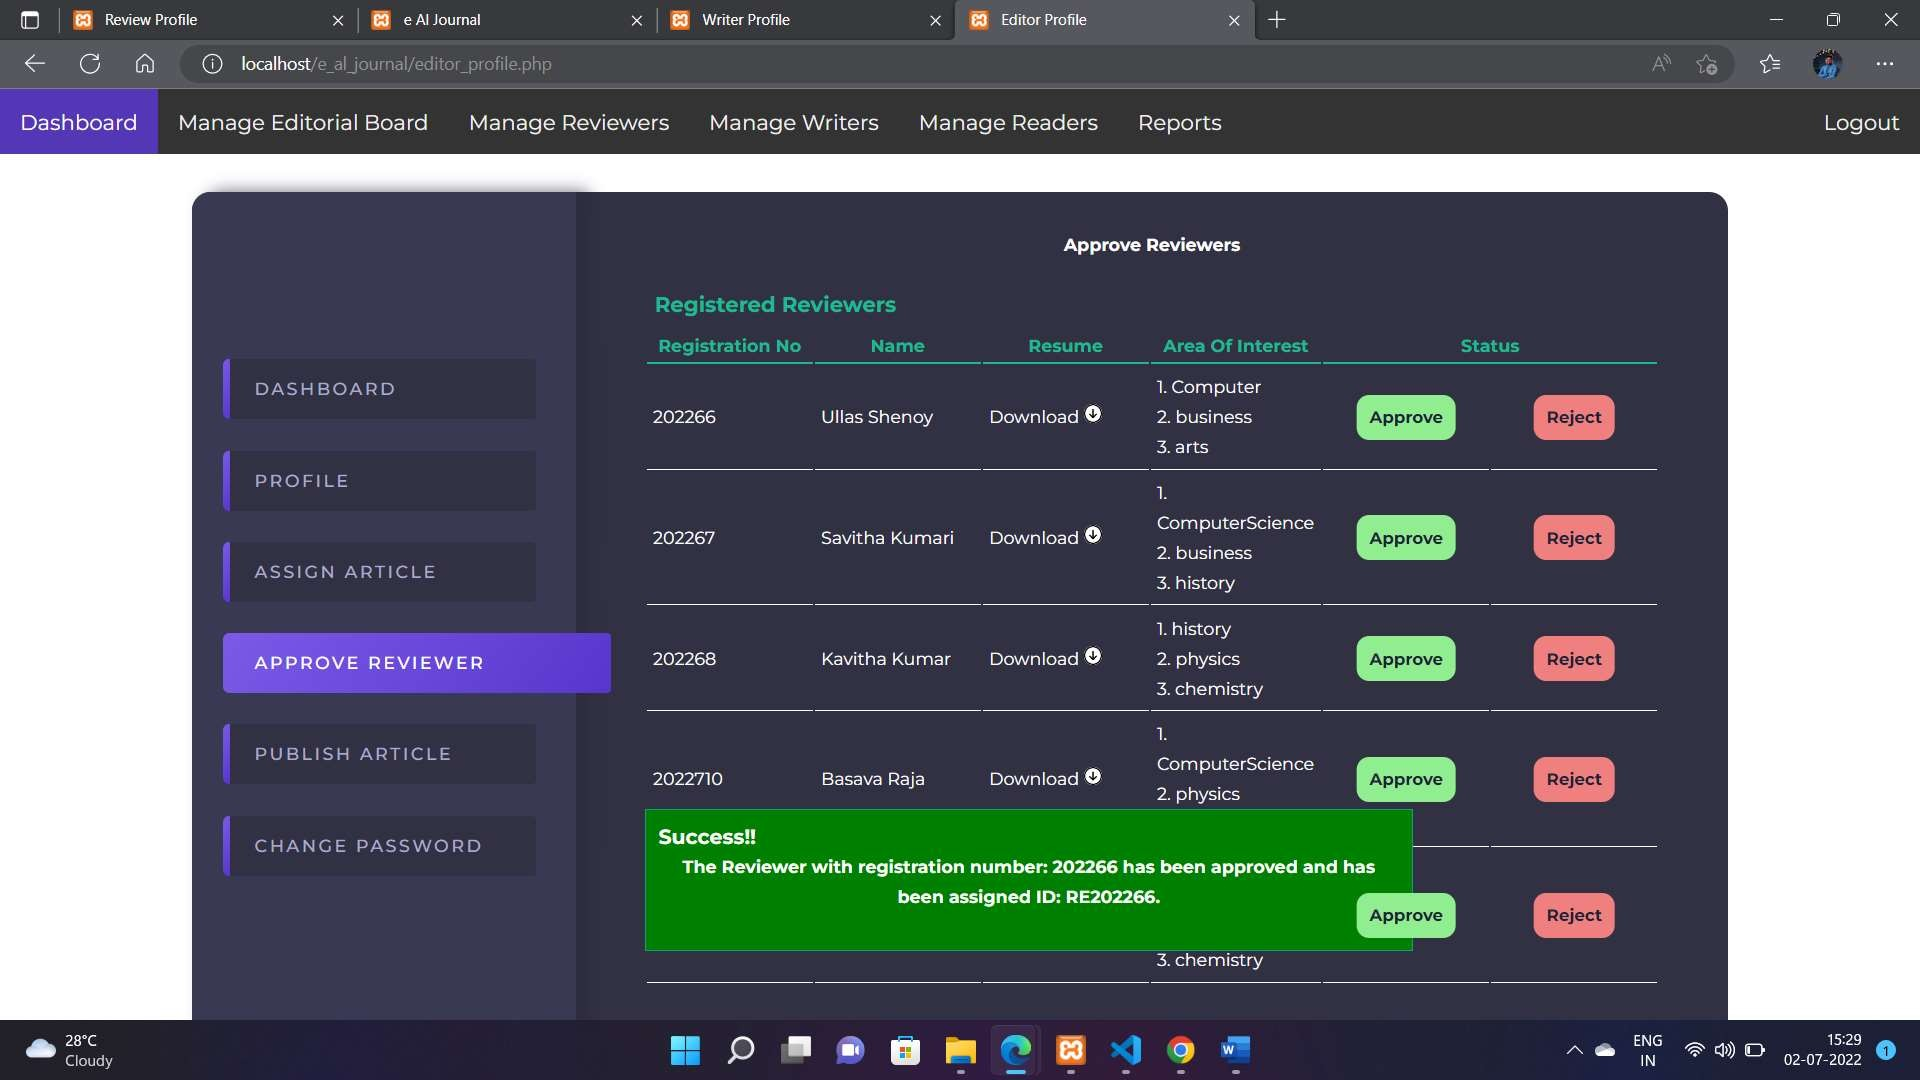 Review Profile
e Al Journal
Writer Profile
Editor Profile
localhost/e_al_journal/editor_profile.php
Dashboard
Manage Editorial Board
Manage Reviewers
Manage Writers
Manage Readers
Reports
Logout
DASHBOARD
PROFILE
ASSIGN ARTICLE
APPROVE REVIEWER
PUBLISH ARTICLE
CHANGE PASSWORD
Approve Reviewers
Registered Reviewers
Registration No Name Resume Area Of Interest Status
202266 Ullas Shenoy Download
1. Computer
2. business
3. arts
Approve Reject
202267 Savitha Kumari Download
1.
ComputerScience
2. business
3. history
Approve Reject
202268 Kavitha Kumar Download
1. history
2. physics
3. chemistry
Approve Reject
2022710 Basava Raja Download
1.
ComputerScience
2. physics
Approve Reject
Success!!
The Reviewer with registration number: 202266 has been approved and has
been assigned ID: RE202266.
Approve Reject
3. chemistry
28°C
Cloudy
ENG
IN
15:29
02-07-2022
1